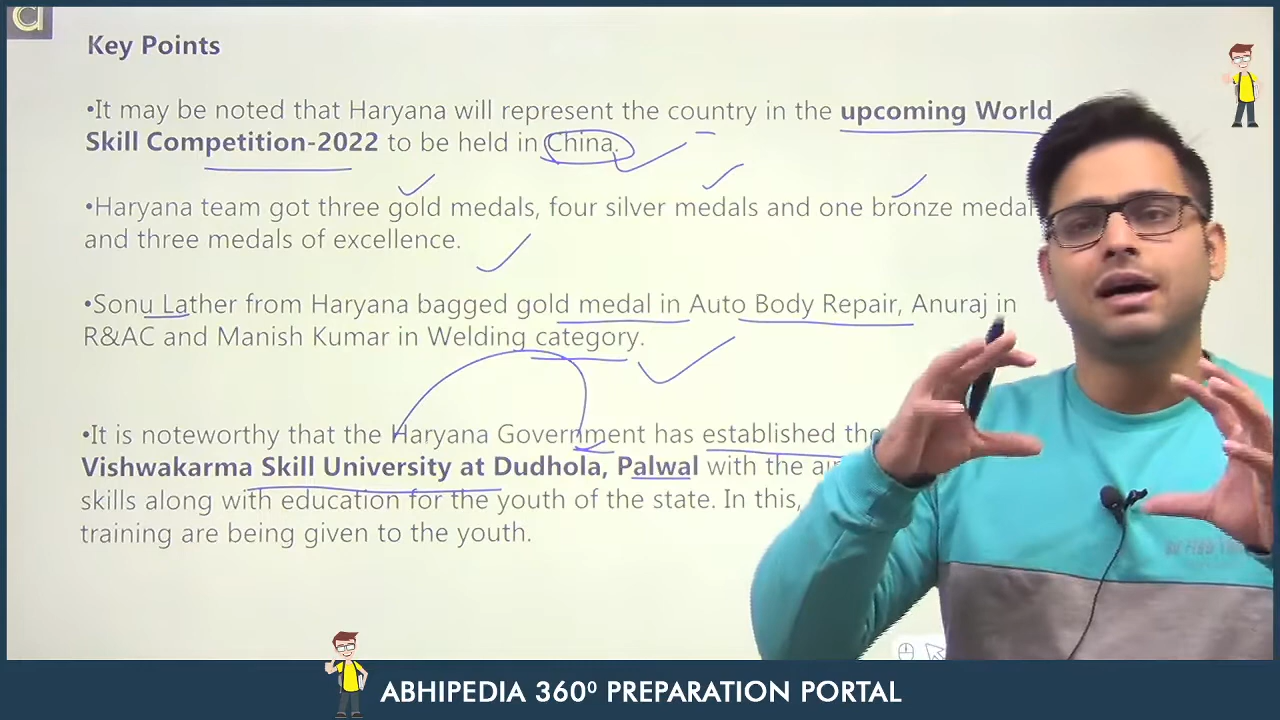 Key Points
•It may be noted that Haryana will represent the country in the upcoming World
Skill Competition-2022 to be held in China.
•Haryana team got three gold medals, four silver medals and one bronze medal
and three medals of excellence.
•Sonu Lather from Haryana bagged gold medal in Auto Body Repair, Anuraj in
R&AC and Manish Kumar in Welding category.
•It is noteworthy that the Haryana Government has established the
Vishwakarma Skill University at Dudhola, Palwal with the
skills along with education for the youth of the state. In this,
training are being given to the youth.
ABHIPEDIA 360⁰ PREPARATION PORTAL